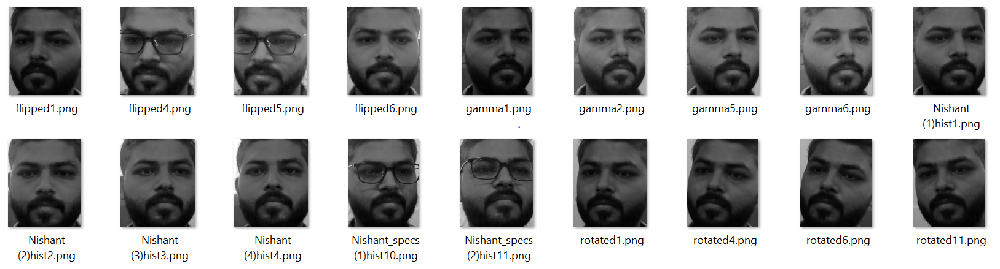 flipped1.png
flipped4.png
flipped5.png
flipped6.png
gamma1.png
gamma2.png
gamma5.png
gamma6.png
Nishant
(1)hist1.png
Nishant
(2)hist2.png
Nishant
(3)hist3.png
Nishant
(4)hist4.png
Nishant_specs
(1)hist10.png
Nishant_specs
(2)hist11.png
rotated1.png
rotated4.png
rotated6.png
rotated11.png